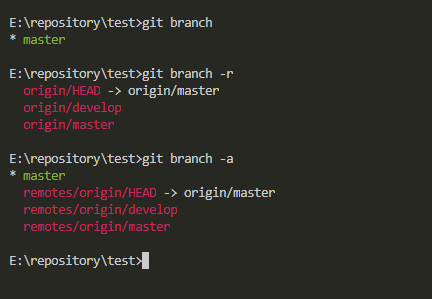 E:\repository\test>git branch
* master
E:\repository\test>git branch -r
origin/HEAD -> origin/master
origin/develop
origin/master
E:\repository\test>git branch -a
* master
remotes/origin/HEAD -> origin/master
remotes/origin/develop
remotes/origin/master
E:\repository\test>